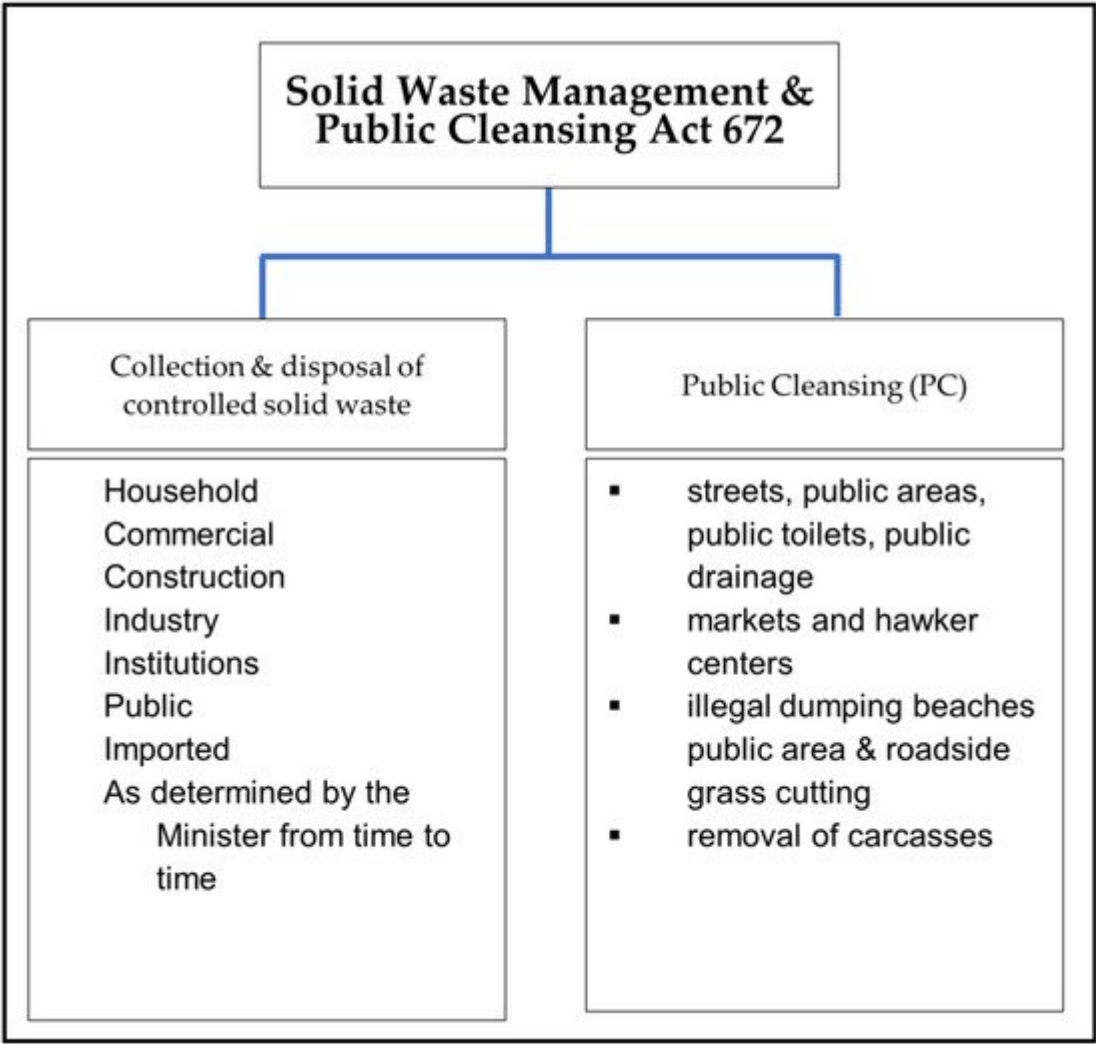 Solid Waste Management &
Public Cleansing Act 672
Collection & disposal of
controlled solid waste
Household
Commercial
Construction
Industry
Institutions
Public
Imported
As determined by the
Minister from time to
time
Public Cleansing (PC)
▪ streets, public areas,
public toilets, public
drainage
▪ markets and hawker
centers
▪ illegal dumping beaches
public area & roadside
grass cutting
▪ removal of carcasses